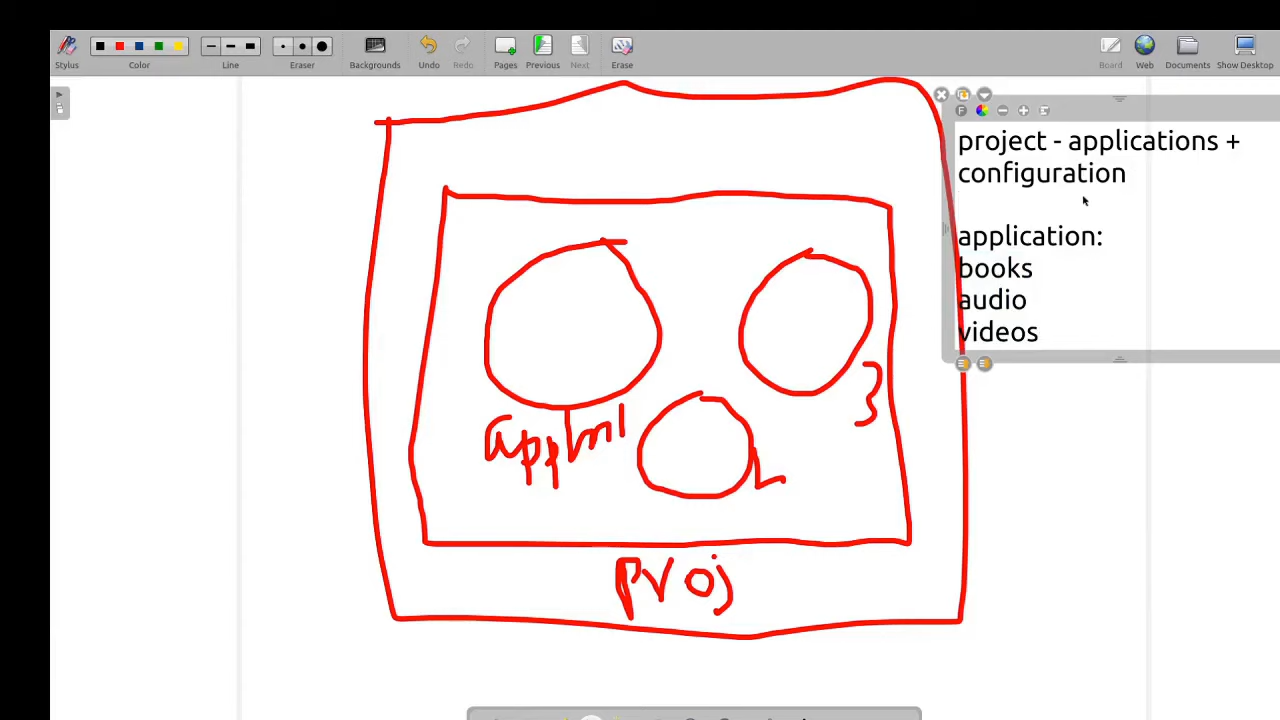 Stylus
Color
Line
Eraser
Backgrounds
Undo
Redo
Pages
Previous
Next
Erase
Board
Web
Documents
Show Desktop
F
project - applications +
configuration
application:
books
audio
videos
3
2
proj